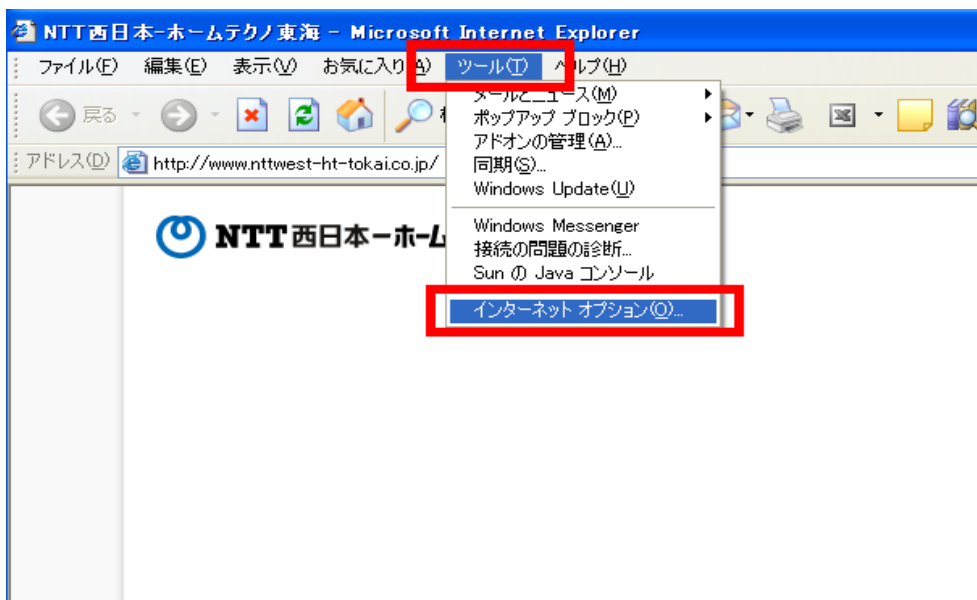 NTT西日本-ホームテクノ東海 - Microsoft Internet Explorer
ファイル(F) 編集(E) 表示(V) お気に入り(A) ツール(T) ヘルプ(H)
戻る
アドレス(D) http://www.nttwest-ht-tokai.co.jp/
メールとニュース(M)
ポップアップ ブロック(P)
アドオンの管理(A)...
同期(S)...
Windows Update(U)
Windows Messenger
接続の問題の診断...
Sun の Java コンソール
インターネット オプション(O)...
NTT西日本ーホーム